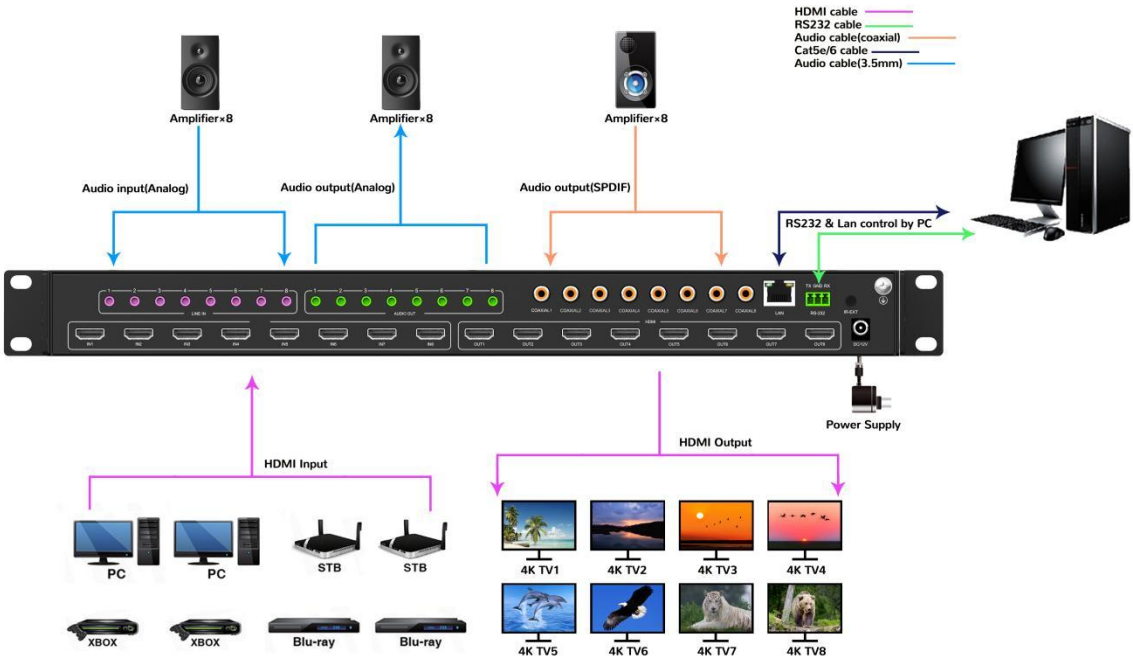 HDMI cable
RS232 cable
Audio cable(coaxial)
Cat5e/6 cable
Audio cable(3.5mm)
Amplifier×8
Amplifier×8
Amplifier×8
Audio input(Analog)
Audio output(Analog)
Audio output(SPDIF)
RS232 & Lan control by PC
1 2 3 4 5 6 7 8
1 2 3 4 5 6 7 8
LINE IN
AUDIO OUT
COAXIAL1 COAXIAL2 COAXIAL3 COAXIAL4 COAXIAL5 COAXIAL6 COAXIAL7 COAXIAL8
LAN
TX GND RX
RS-232
IR-EXT
HDMI
IN1 IN2 IN3 IN4 IN5 IN6 IN7 IN8
OUT1 OUT2 OUT3 OUT4 OUT5 OUT6 OUT7 OUT8
DC12V
Power Supply
HDMI Input
HDMI Output
PC PC STB STB
4K TV1 4K TV2 4K TV3 4K TV4
XBOX XBOX Blu-ray Blu-ray
4K TV5 4K TV6 4K TV7 4K TV8